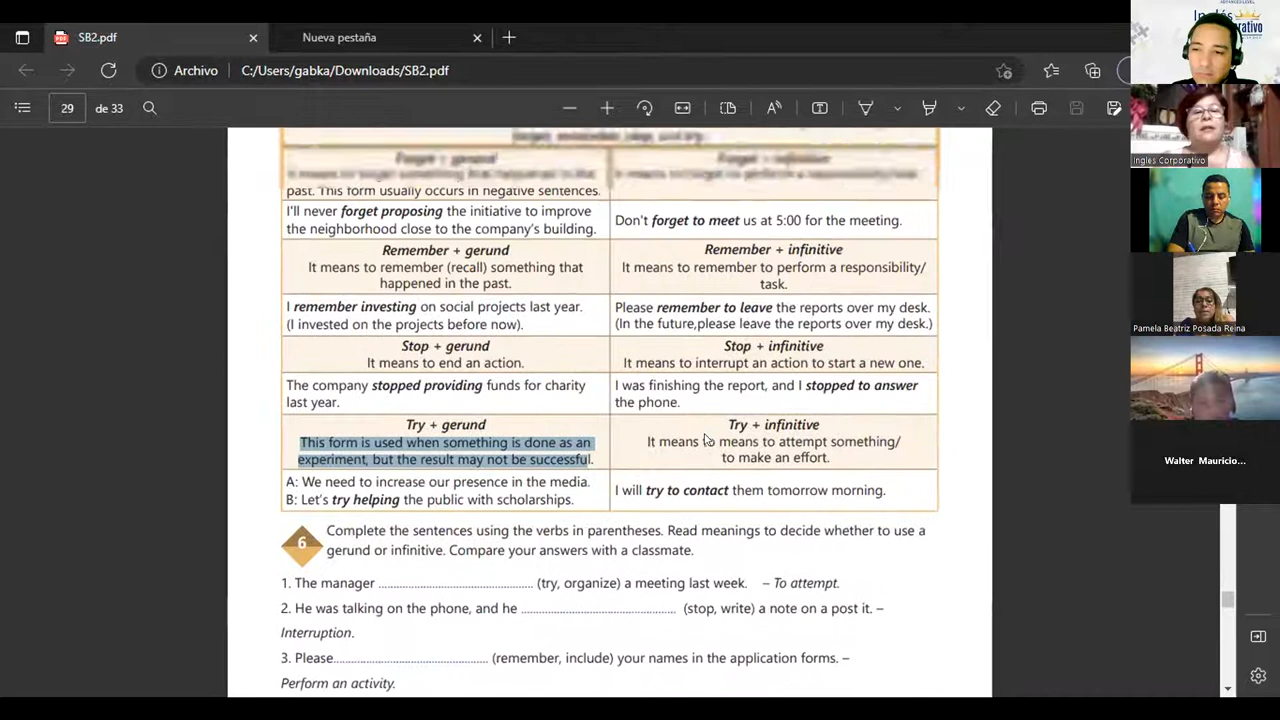 SB2.pdf
Nueva pestaña
Archivo
C:/Users/gabka/Downloads/SB2.pdf
29
de 33
past. This form usually occurs in negative sentences.
I'll never forget proposing the initiative to improve
the neighborhood close to the company's building.
Don't forget to meet us at 5:00 for the meeting.
Remember + gerund
It means to remember (recall) something that
happened in the past.
Remember + infinitive
It means to remember to perform a responsibility/
task.
I remember investing on social projects last year.
(I invested on the projects before now).
Please remember to leave the reports over my desk.
(In the future,please leave the reports over my desk.)
Stop + gerund
It means to end an action.
Stop + infinitive
It means to interrupt an action to start a new one.
The company stopped providing funds for charity
last year.
I was finishing the report, and I stopped to answer
the phone.
Try + gerund
This form is used when something is done as an
experiment, but the result may not be successful.
Try + infinitive
It means to means to attempt something/
to make an effort.
A: We need to increase our presence in the media.
B: Let's try helping the public with scholarships.
I will try to contact them tomorrow morning.
6
Complete the sentences using the verbs in parentheses. Read meanings to decide whether to use a
gerund or infinitive. Compare your answers with a classmate.
1. The manager ........................................ (try, organize) a meeting last week. – To attempt.
2. He was talking on the phone, and he ........................................ (stop, write) a note on a post it. –
Interruption.
3. Please........................................ (remember, include) your names in the application forms. –
Perform an activity.
Ingles Corporativo
Pamela Beatriz Posada Reina
Walter Mauricio...